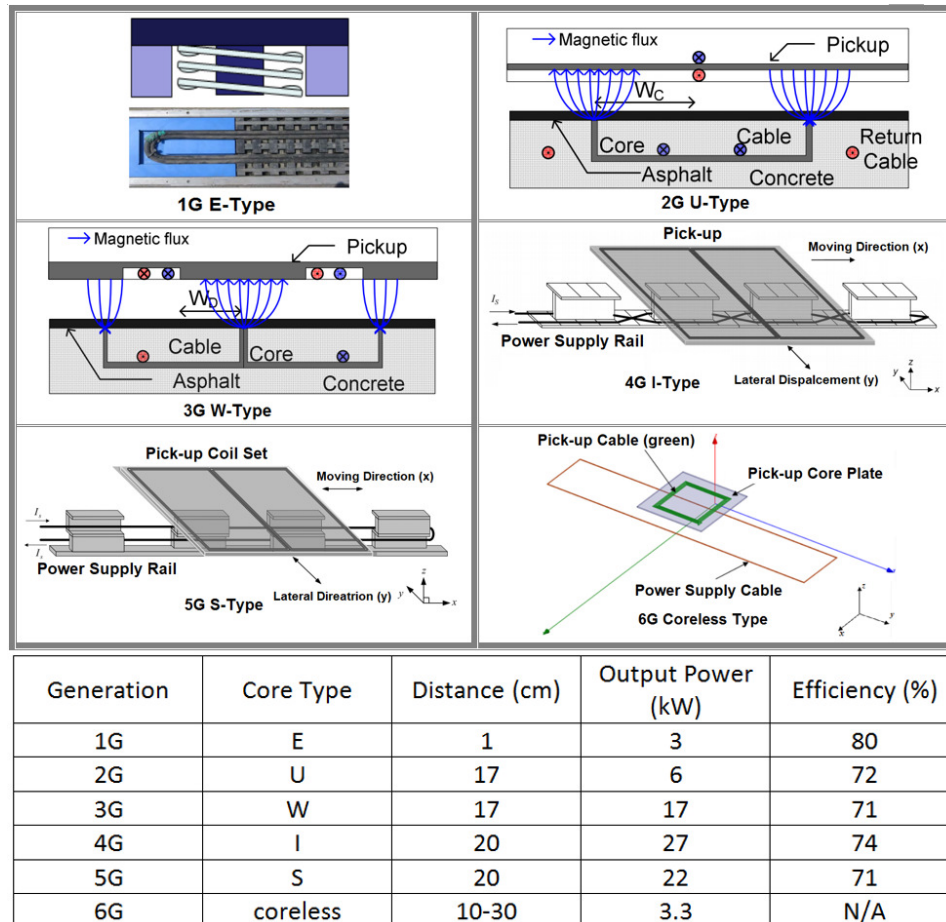 1G E-Type
Magnetic flux
Pickup
W_C
Core
Cable
Return
Cable
Asphalt
Concrete
2G U-Type
Magnetic flux
Pickup
W_D
Cable
Core
Asphalt
Concrete
3G W-Type
Pick-up
Moving Direction (x)
I_S
Power Supply Rail
Lateral Dispalcement (y)
z
y
x
4G I-Type
Pick-up Coil Set
Moving Direction (x)
I_s
I_s
Power Supply Rail
Lateral Direatrion (y)
z
y
x
5G S-Type
Pick-up Cable (green)
Pick-up Core Plate
Power Supply Cable
6G Coreless Type
z
y
x
Generation Core Type Distance (cm) Output Power (kW) Efficiency (%)
1G E 1 3 80
2G U 17 6 72
3G W 17 17 71
4G I 20 27 74
5G S 20 22 71
6G coreless 10-30 3.3 N/A